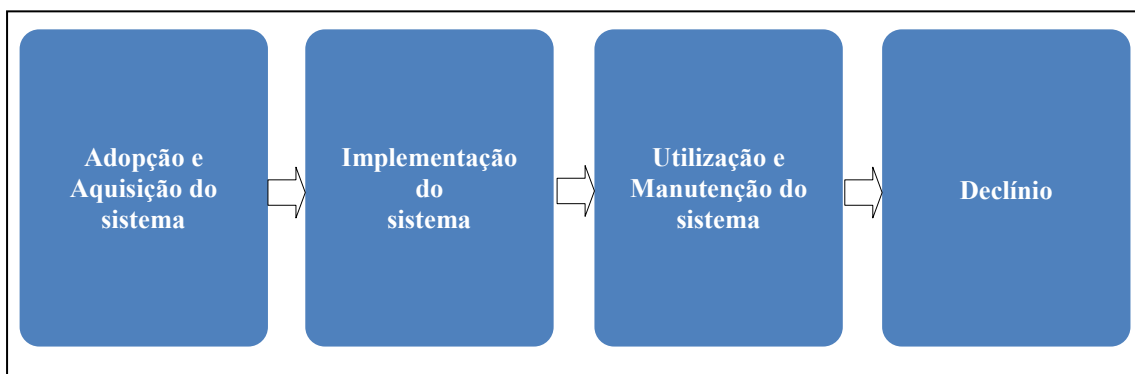 Adopção e
Aquisição do
sistema
Implementação
do
sistema
Utilização e
Manutenção do
sistema
Declínio